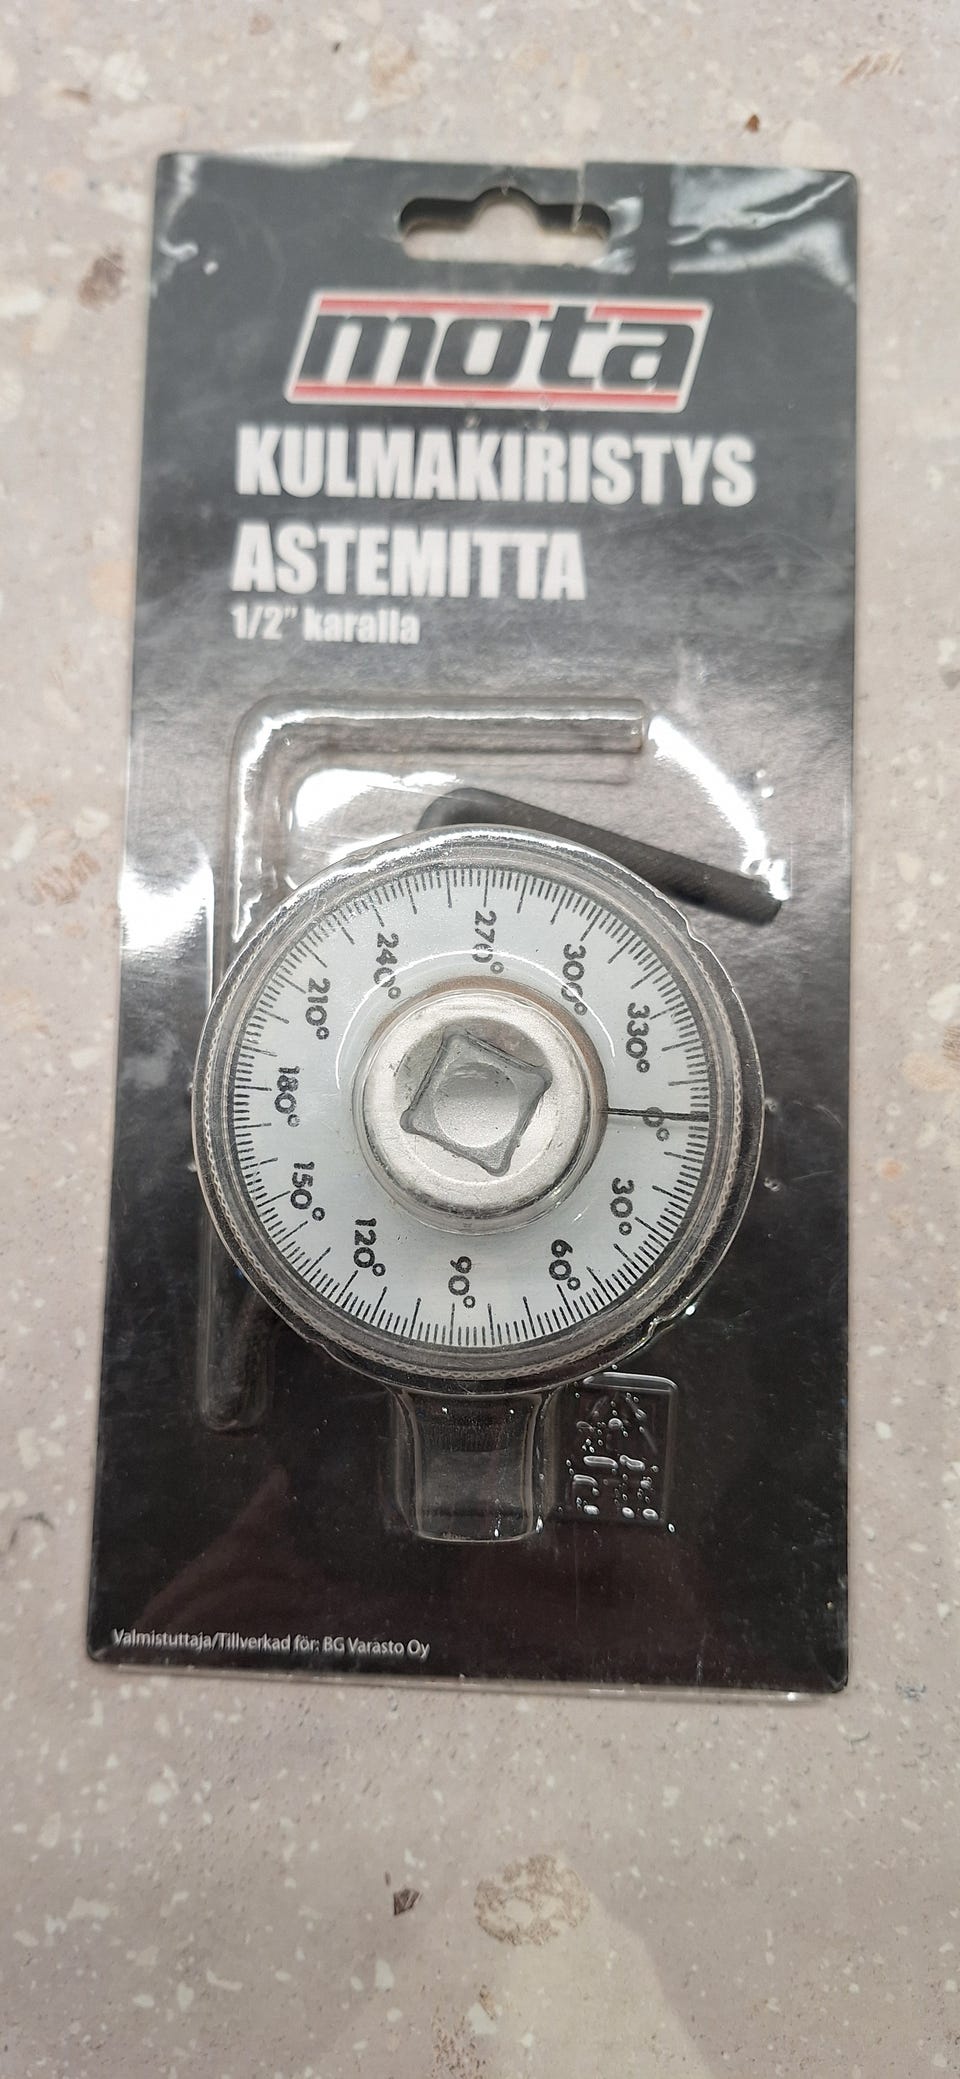 mota
KULMAKIRISTYS
ASTEMITTA
1/2" karalla
0°
30°
60°
90°
120°
150°
180°
210°
240°
270°
300°
330°
Valmistuttaja/Tillverkad för: BG Varasto Oy